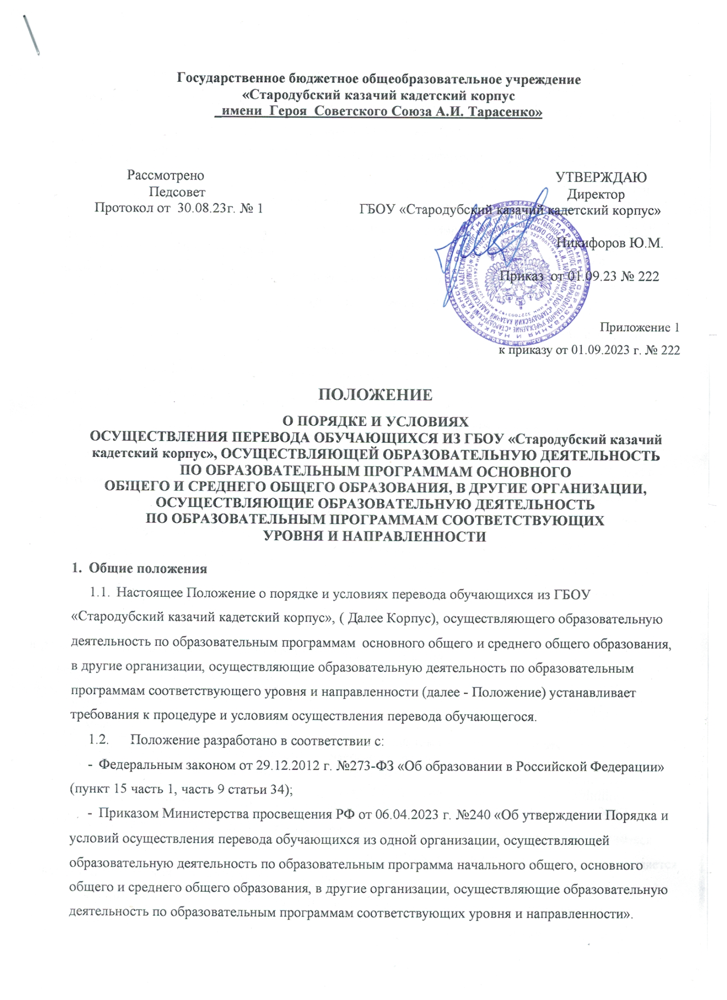 Государственное бюджетное общеобразовательное учреждение
«Стародубский казачий кадетский корпус
имени Героя Советского Союза А.И. Тарасенко»
Рассмотрено
Педсовет
Протокол от 30.08.23г. № 1
УТВЕРЖДАЮ
Директор
ГБОУ «Стародубский казачий кадетский корпус»
Никифоров Ю.М.
Приказ от 01.09.23 № 222
Приложение 1
к приказу от 01.09.2023 г. № 222
ПОЛОЖЕНИЕ
О ПОРЯДКЕ И УСЛОВИЯХ
ОСУЩЕСТВЛЕНИЯ ПЕРЕВОДА ОБУЧАЮЩИХСЯ ИЗ ГБОУ «Стародубский казачий
кадетский корпус», ОСУЩЕСТВЛЯЮЩЕЙ ОБРАЗОВАТЕЛЬНУЮ ДЕЯТЕЛЬНОСТЬ
ПО ОБРАЗОВАТЕЛЬНЫМ ПРОГРАММАМ ОСНОВНОГО
ОБЩЕГО И СРЕДНЕГО ОБЩЕГО ОБРАЗОВАНИЯ, В ДРУГИЕ ОРГАНИЗАЦИИ,
ОСУЩЕСТВЛЯЮЩИЕ ОБРАЗОВАТЕЛЬНУЮ ДЕЯТЕЛЬНОСТЬ
ПО ОБРАЗОВАТЕЛЬНЫМ ПРОГРАММАМ СООТВЕТСТВУЮЩИХ
УРОВНЯ И НАПРАВЛЕННОСТИ
1. Общие положения
1.1. Настоящее Положение о порядке и условиях перевода обучающихся из ГБОУ
«Стародубский казачий кадетский корпус», ( Далее Корпус), осуществляющего образовательную
деятельность по образовательным программам основного общего и среднего общего образования,
в другие организации, осуществляющие образовательную деятельность по образовательным
программам соответствующего уровня и направленности (далее - Положение) устанавливает
требования к процедуре и условиям осуществления перевода обучающегося.
1.2. Положение разработано в соответствии с:
- Федеральным законом от 29.12.2012 г. №273-ФЗ «Об образовании в Российской Федерации»
(пункт 15 часть 1, часть 9 статьи 34);
- Приказом Министерства просвещения РФ от 06.04.2023 г. №240 «Об утверждении Порядка и
условий осуществления перевода обучающихся из одной организации, осуществляющей
образовательную деятельность по образовательным программа начального общего, основного
общего и среднего общего образования, в другие организации, осуществляющие образовательную
деятельность по образовательным программам соответствующих уровня и направленности».